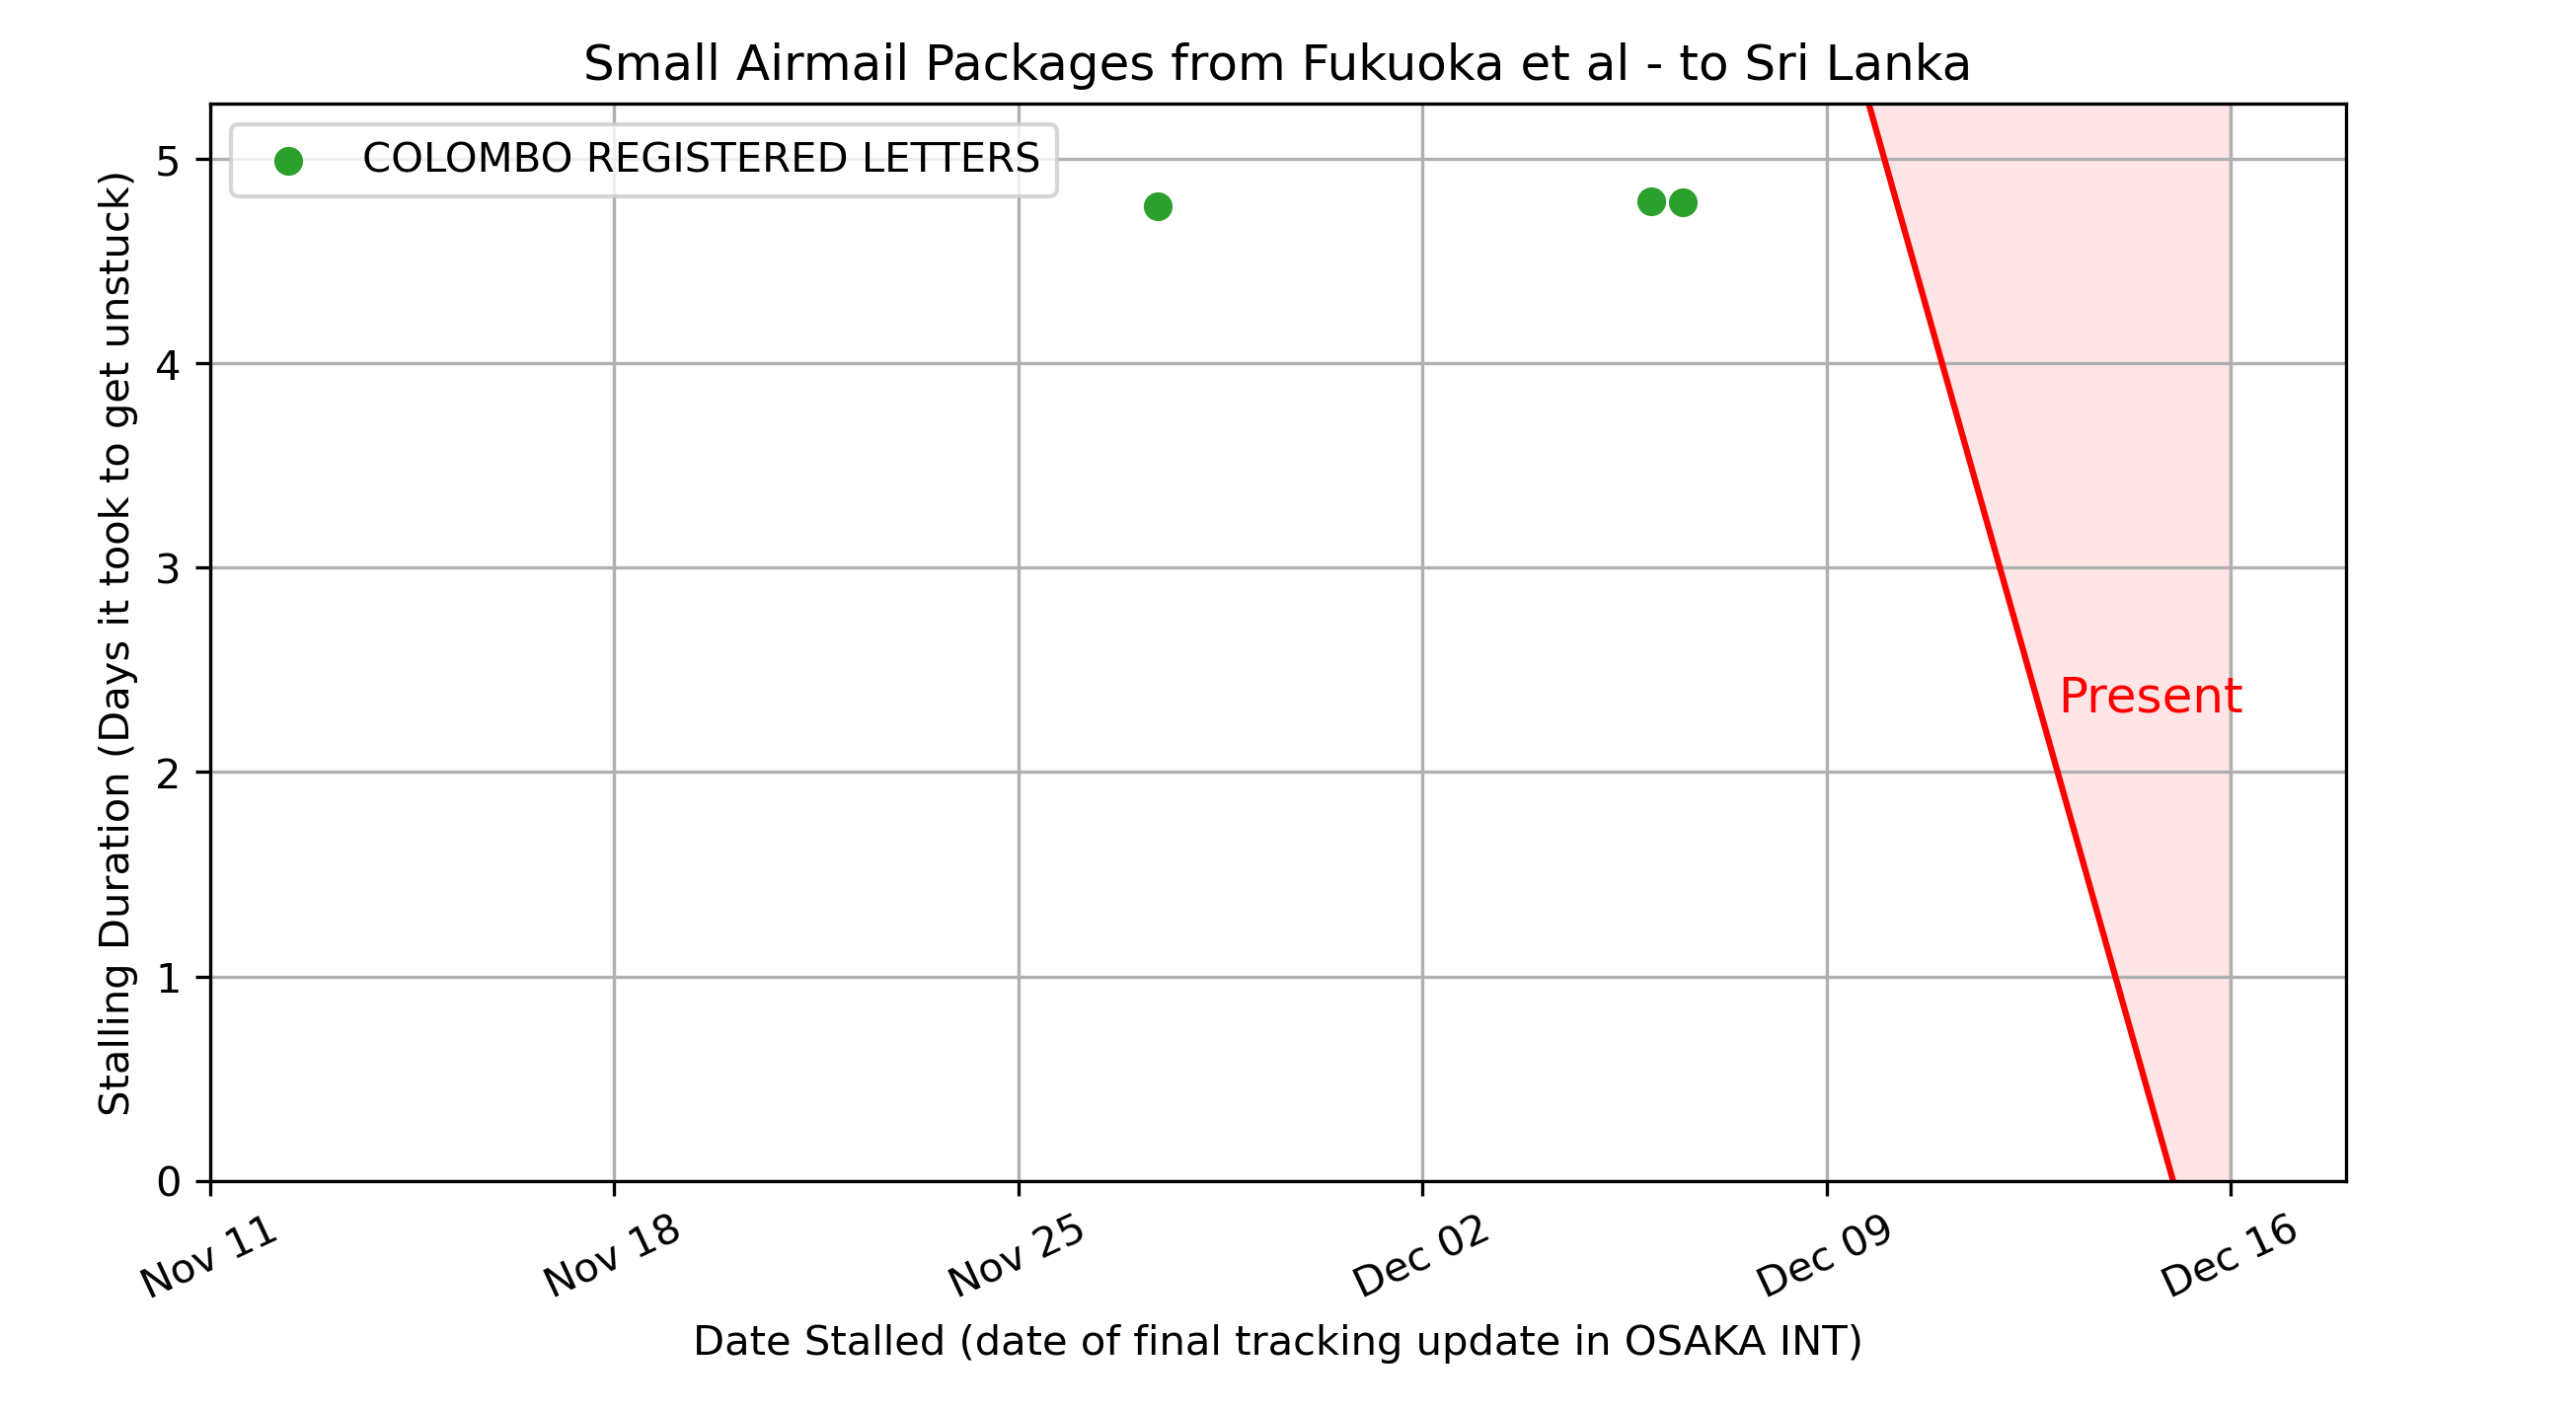 Small Airmail Packages from Fukuoka et al - to Sri Lanka
COLOMBO REGISTERED LETTERS
Stalling Duration (Days it took to get unstuck)
5
4
3
2
1
0
Present
Nov 11
Nov 18
Nov 25
Dec 02
Dec 09
Dec 16
Date Stalled (date of final tracking update in OSAKA INT)